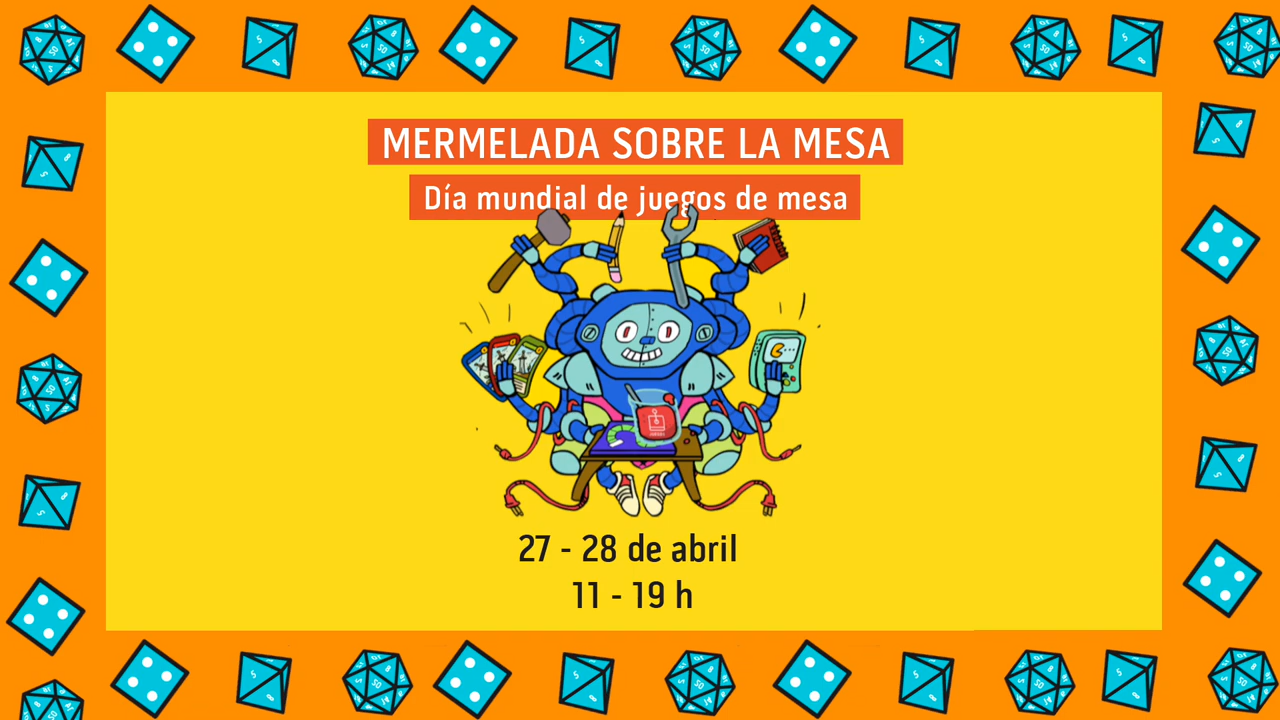 MERMELADA SOBRE LA MESA
Día mundial de juegos de mesa
27 - 28 de abril
11 - 19 h